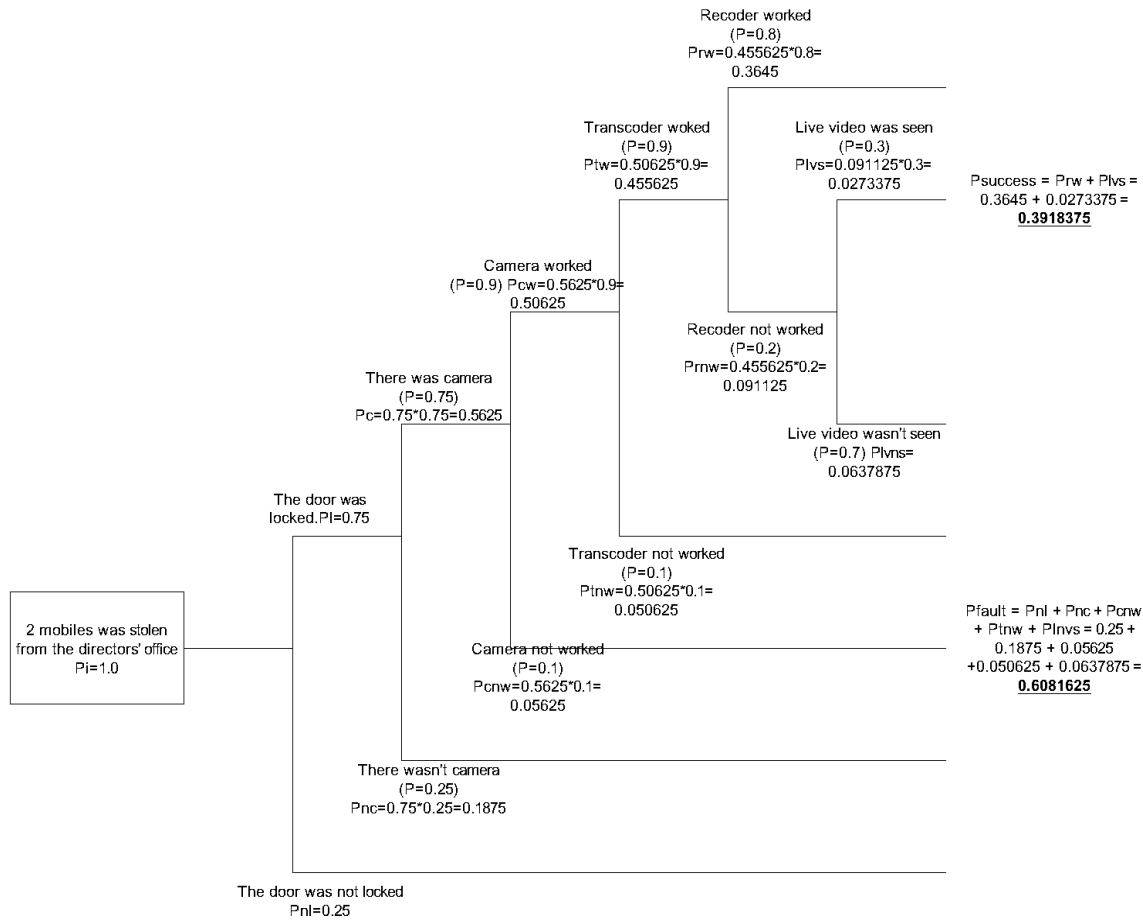 Recoder worked
(P=0.8)
Prw=0.455625*0.8=
0.3645
Transcoder woked
(P=0.9)
Ptw=0.50625*0.9=
0.455625
Live video was seen
(P=0.3)
Plvs=0.091125*0.3=
0.0273375
Psuccess = Prw + Plvs =
0.3645 + 0.0273375 =
0.3918375
Camera worked
(P=0.9) Pcw=0.5625*0.9=
0.50625
Recoder not worked
(P=0.2)
Prnw=0.455625*0.2=
0.091125
There was camera
(P=0.75)
Pc=0.75*0.75=0.5625
Live video wasn't seen
(P=0.7) Plvns=
0.0637875
The door was
locked.Pl=0.75
Transcoder not worked
(P=0.1)
Ptnw=0.50625*0.1=
0.050625
2 mobiles was stolen
from the directors' office
Pi=1.0
Pfault = Pnl + Pnc + Pcnw
+ Ptnw + Plnvs = 0.25 +
0.1875 + 0.05625
+0.050625 + 0.0637875 =
0.6081625
Camera not worked
(P=0.1)
Pcnw=0.5625*0.1=
0.05625
There wasn't camera
(P=0.25)
Pnc=0.75*0.25=0.1875
The door was not locked
Pnl=0.25